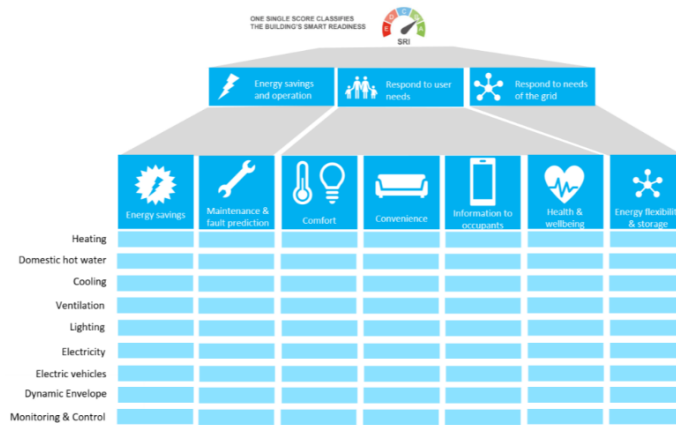 ONE SINGLE SCORE CLASSIFIES
THE BUILDING'S SMART READINESS
SRI
Energy savings
and operation
Respond to user
needs
Respond to needs
of the grid
Energy savings
Maintenance &
fault prediction
Comfort
Convenience
Information to
occupants
Health &
wellbeing
Energy flexibilit
& storage
Heating
Domestic hot water
Cooling
Ventilation
Lighting
Electricity
Electric vehicles
Dynamic Envelope
Monitoring & Control